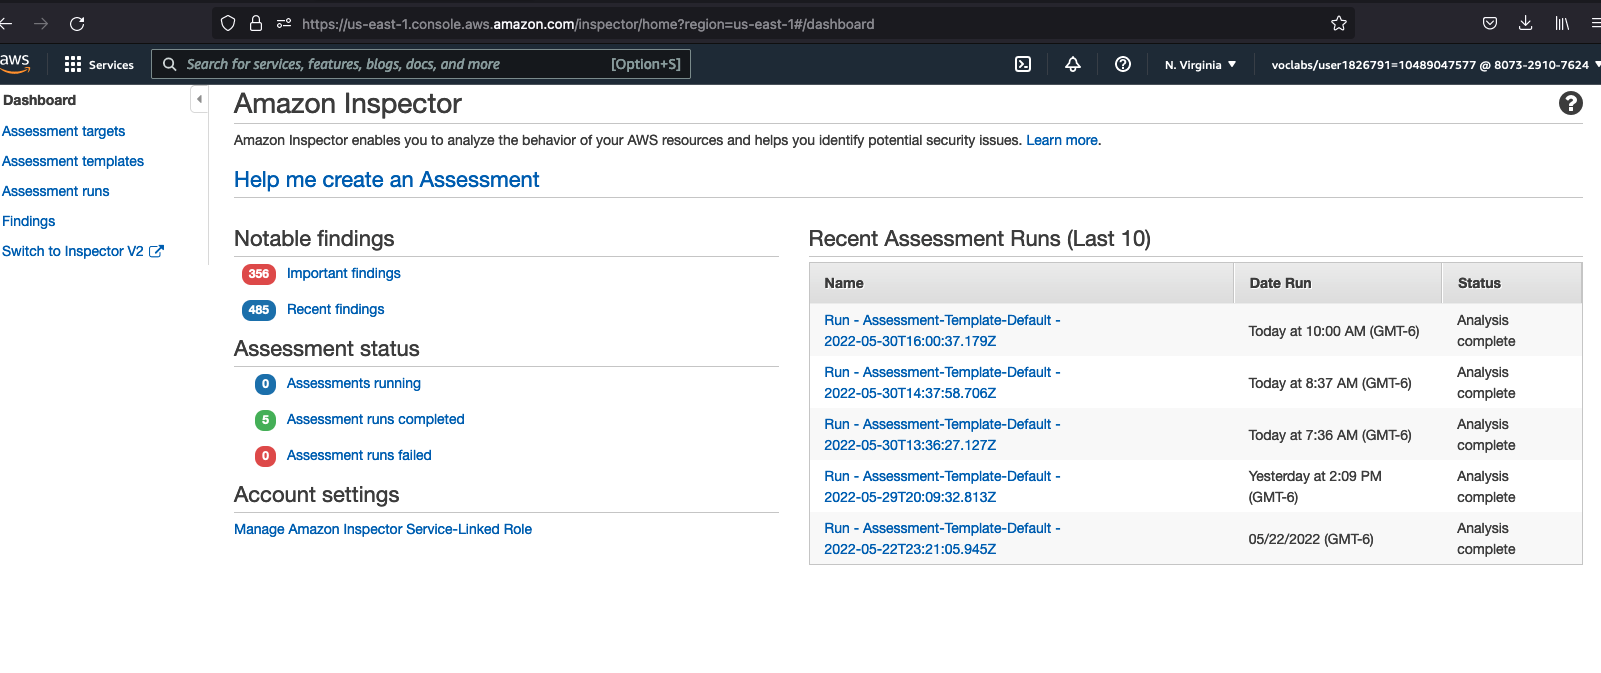 https://us-east-1.console.aws.amazon.com/inspector/home?region=us-east-1#/dashboard
aws
Services
Search for services, features, blogs, docs, and more
[Option+S]
N. Virginia
voclabs/user1826791=10489047577 @ 8073-2910-7624
Dashboard
Assessment targets
Assessment templates
Assessment runs
Findings
Switch to Inspector V2
Amazon Inspector
Amazon Inspector enables you to analyze the behavior of your AWS resources and helps you identify potential security issues. Learn more.
Help me create an Assessment
Notable findings
356 Important findings
485 Recent findings
Assessment status
0 Assessments running
5 Assessment runs completed
0 Assessment runs failed
Account settings
Manage Amazon Inspector Service-Linked Role
Recent Assessment Runs (Last 10)
Name Date Run Status
Run - Assessment-Template-Default -
2022-05-30T16:00:37.179Z
Today at 10:00 AM (GMT-6)
Analysis
complete
Run - Assessment-Template-Default -
2022-05-30T14:37:58.706Z
Today at 8:37 AM (GMT-6)
Analysis
complete
Run - Assessment-Template-Default -
2022-05-30T13:36:27.127Z
Today at 7:36 AM (GMT-6)
Analysis
complete
Run - Assessment-Template-Default -
2022-05-29T20:09:32.813Z
Yesterday at 2:09 PM
(GMT-6)
Analysis
complete
Run - Assessment-Template-Default -
2022-05-22T23:21:05.945Z
05/22/2022 (GMT-6)
Analysis
complete